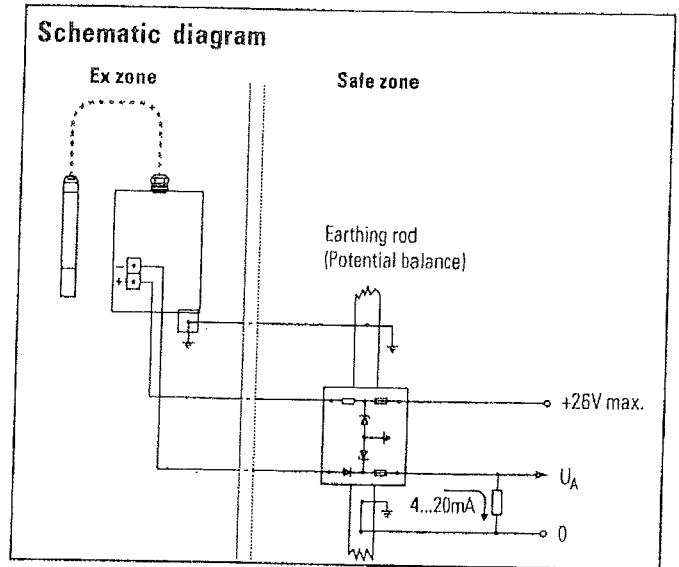 Schematic diagram
Ex zone
Safe zone
Earthing rod
(Potential balance)
−
+
+26V max.
U_A
4...20mA
0